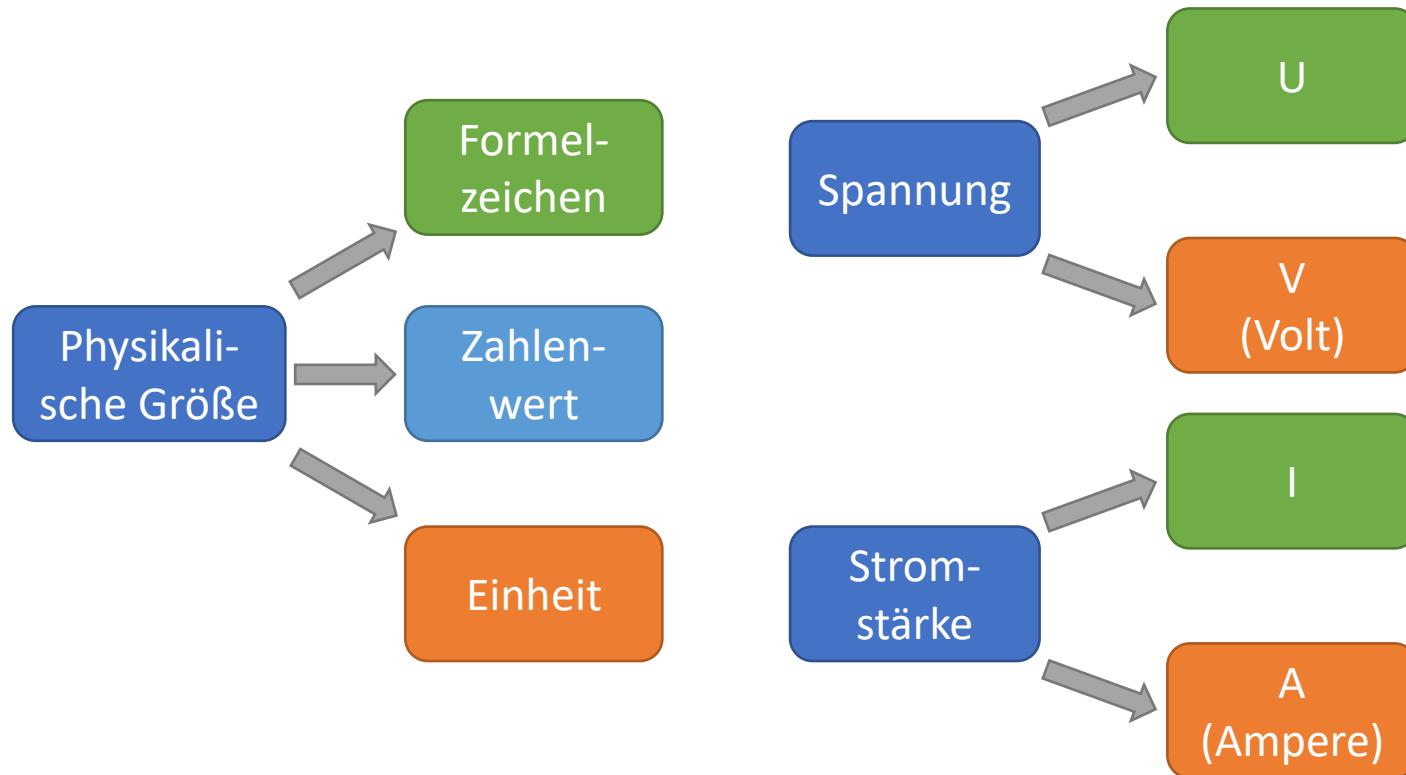 Physikali-
sche Größe
Formel-
zeichen
Zahlen-
wert
Einheit
Spannung
U
V
(Volt)
Strom-
stärke
I
A
(Ampere)